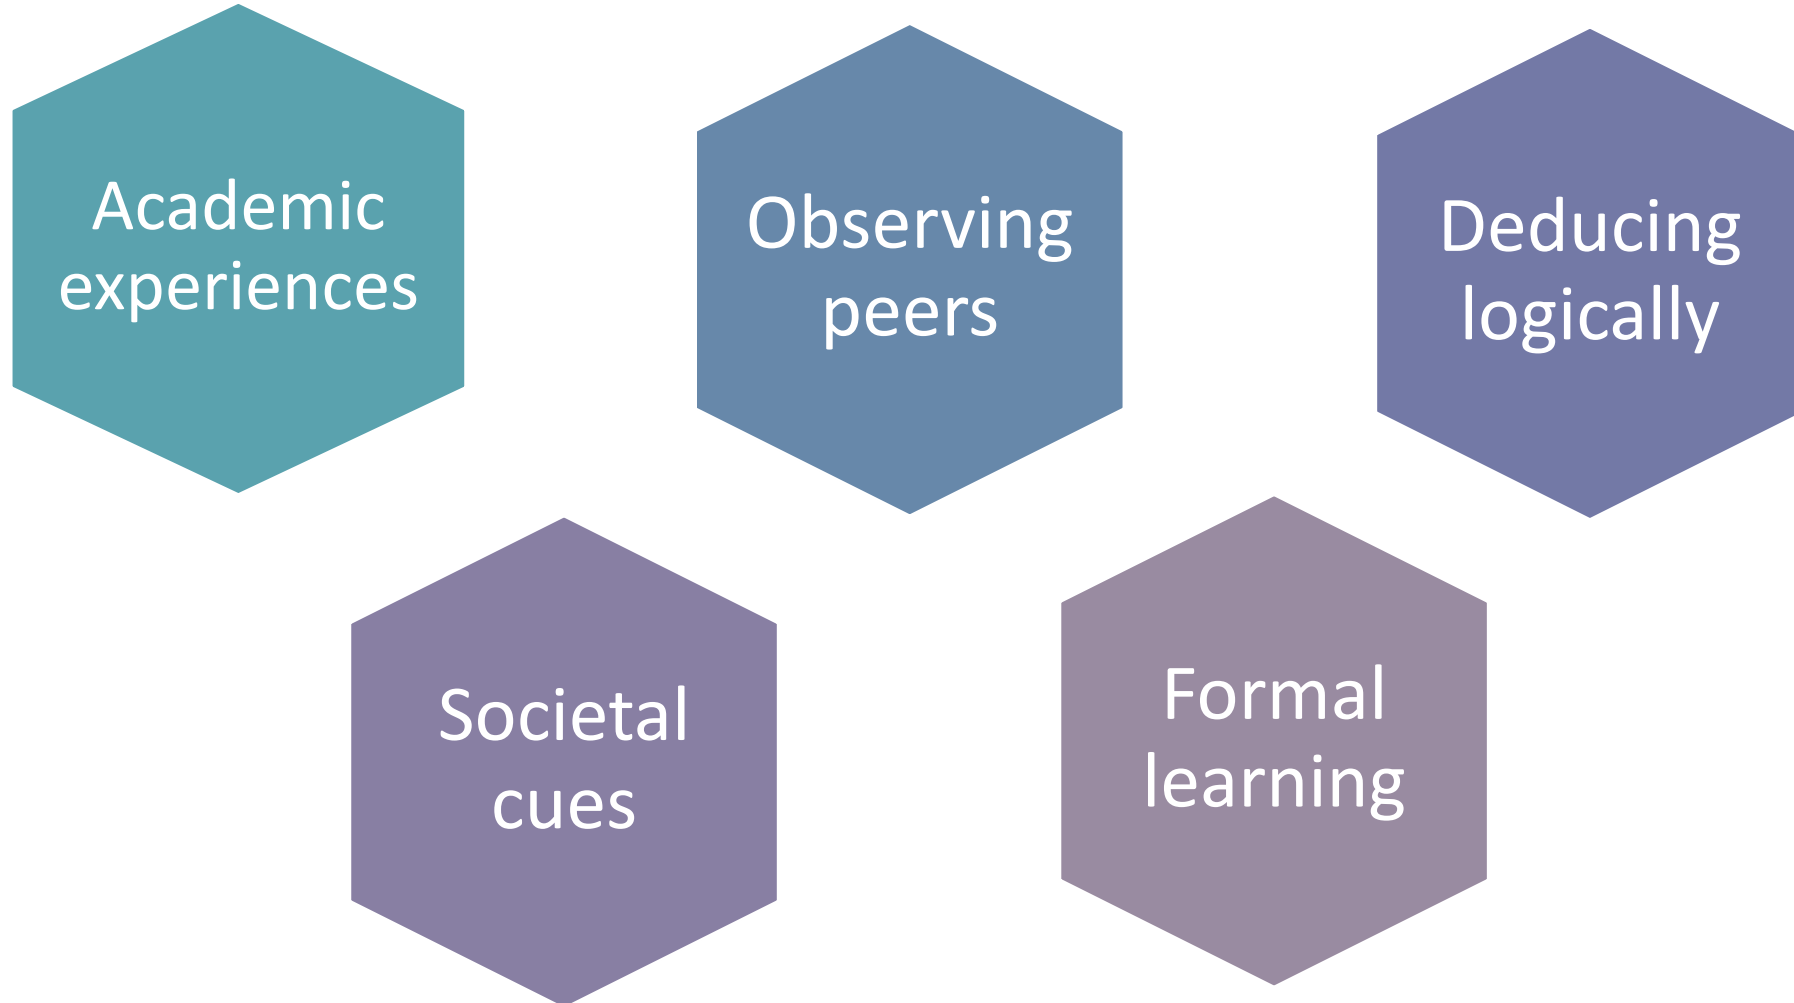 Academic
experiences
Observing
peers
Deducing
logically
Societal
cues
Formal
learning